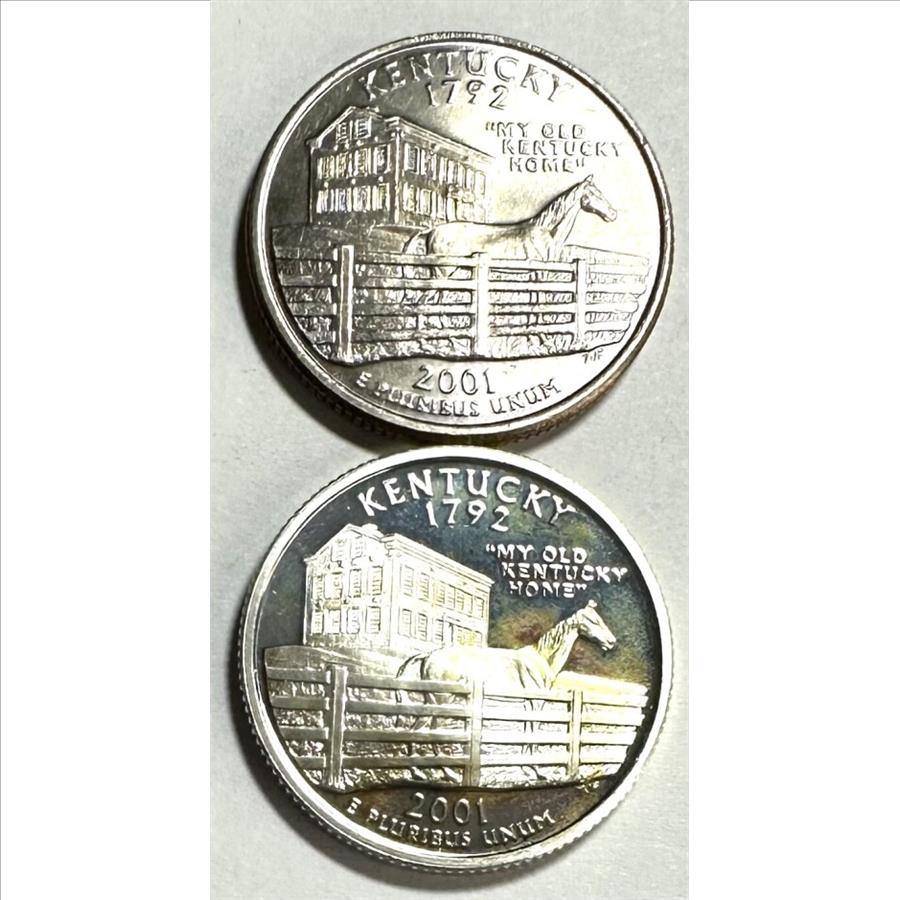 KENTUCKY
1792
"MY OLD
KENTUCKY
HOME"
2001
E PLURIBUS UNUM
KENTUCKY
1792
"MY OLD
KENTUCKY
HOME"
2001
E PLURIBUS UNUM